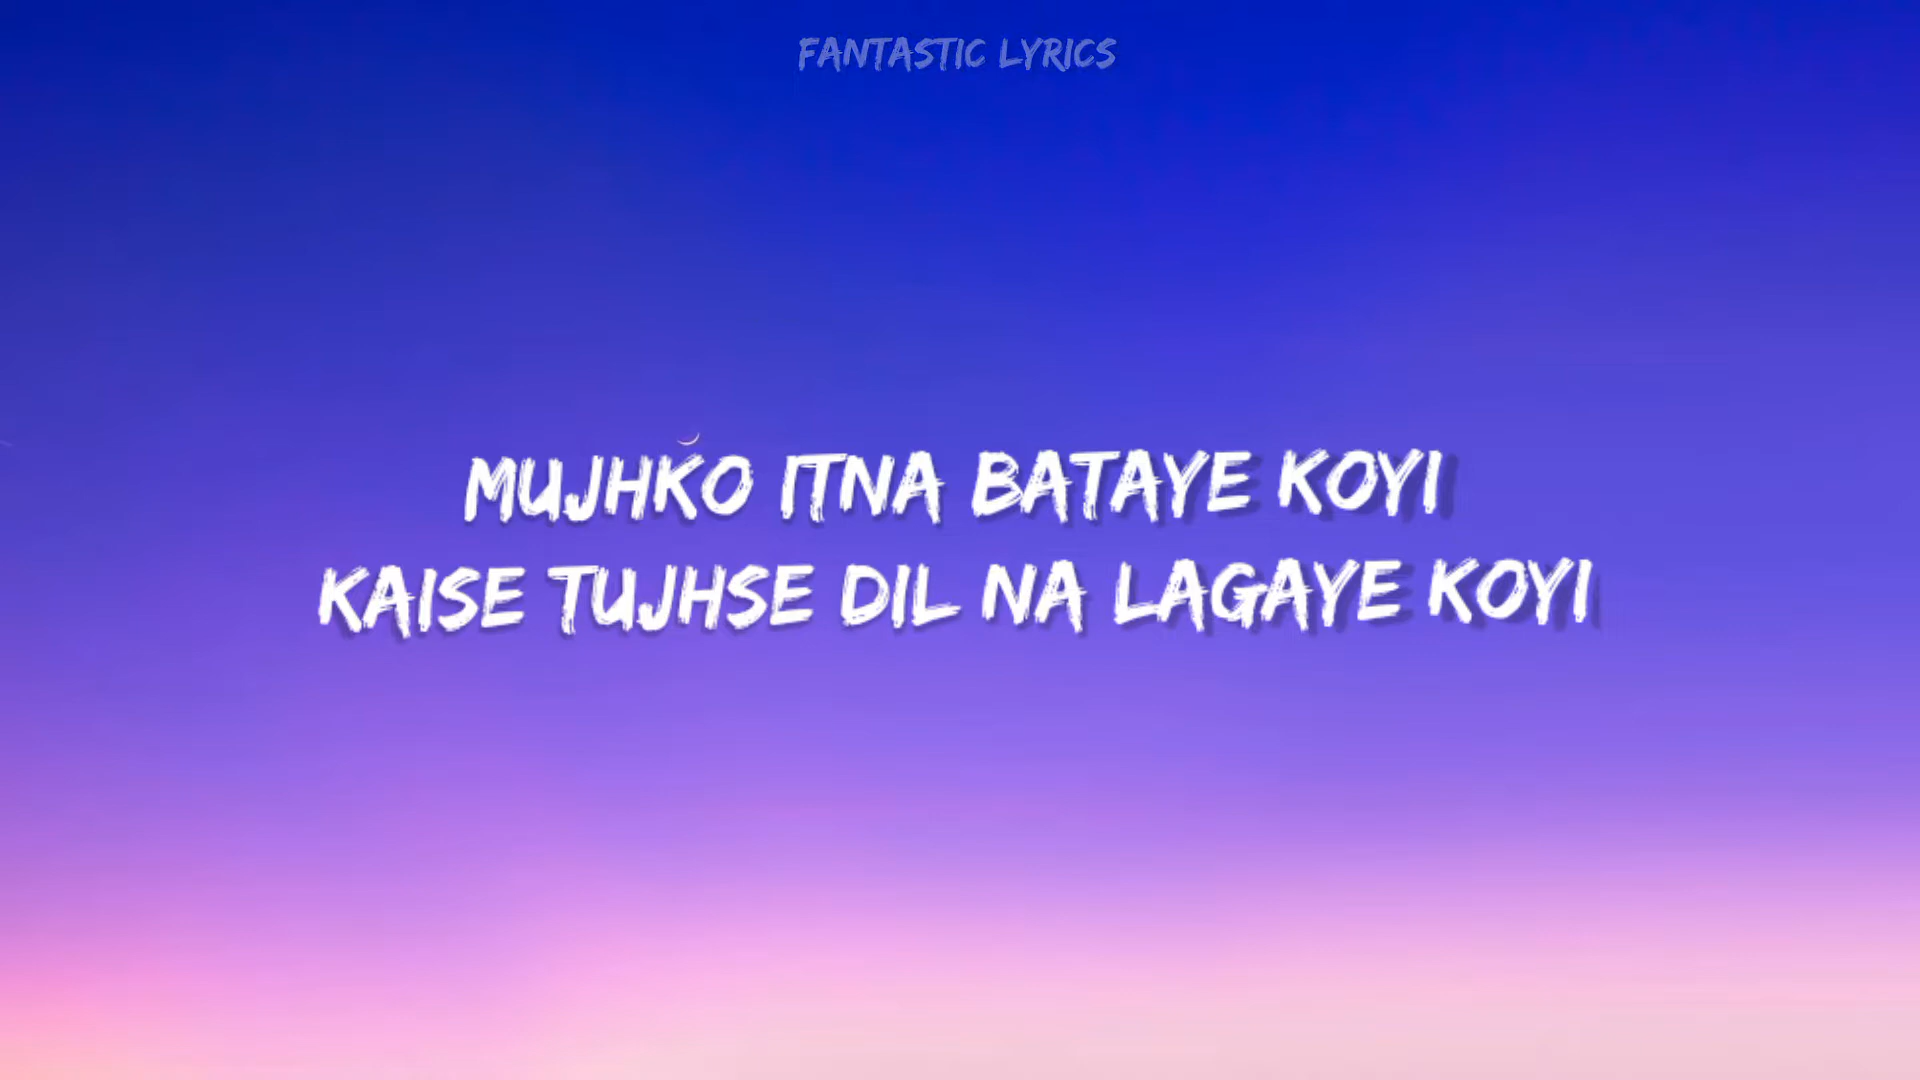 FANTASTIC LYRICS
MUJHKO ITNA BATAYE KOYI
KAISE TUJHSE DIL NA LAGAYE KOYI